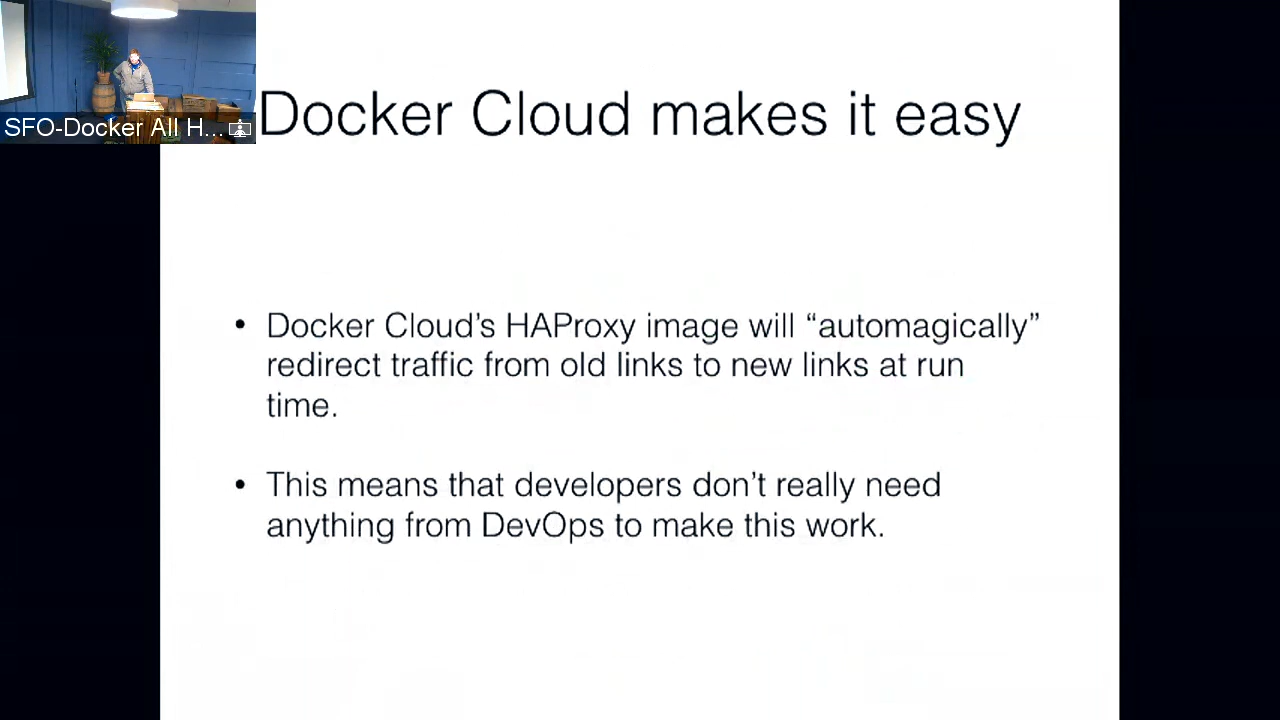 Docker Cloud makes it easy
SFO-Docker All H...
• Docker Cloud’s HAProxy image will “automagically”
redirect traffic from old links to new links at run
time.
• This means that developers don’t really need
anything from DevOps to make this work.